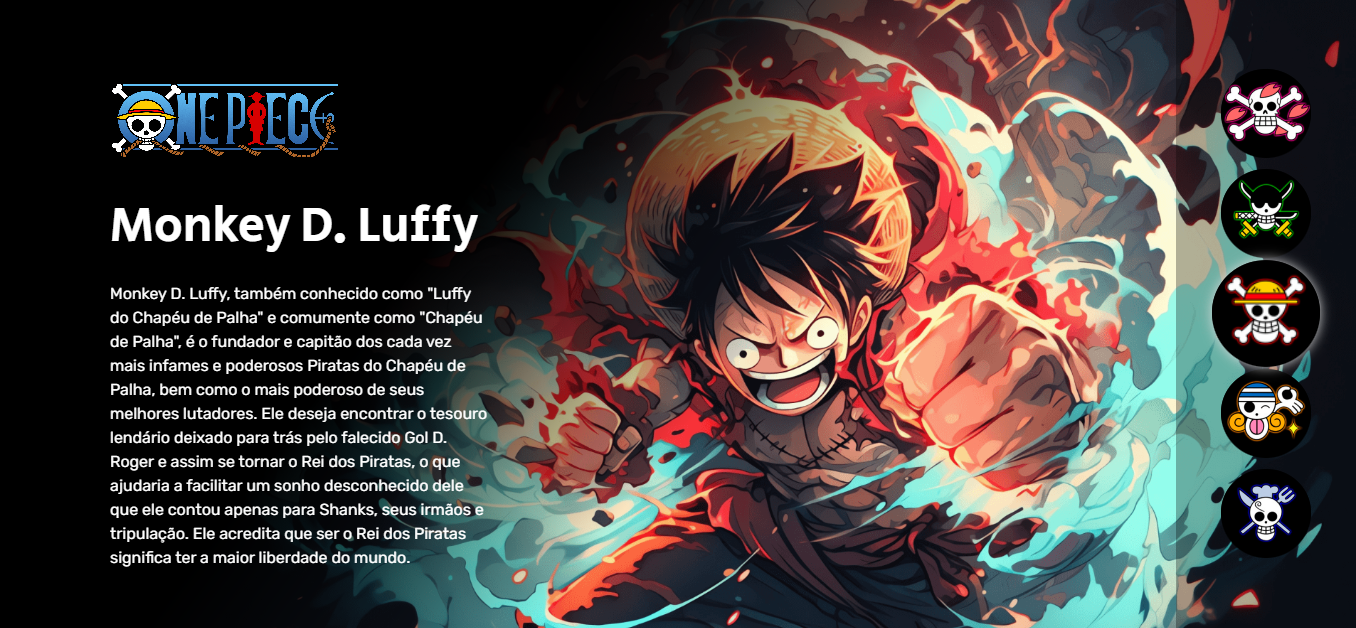 ONE PIECE
Monkey D. Luffy
Monkey D. Luffy, também conhecido como "Luffy
do Chapéu de Palha" e comumente como "Chapéu
de Palha", é o fundador e capitão dos cada vez
mais infames e poderosos Piratas do Chapéu de
Palha, bem como o mais poderoso de seus
melhores lutadores. Ele deseja encontrar o tesouro
lendário deixado para trás pelo falecido Gol D.
Roger e assim se tornar o Rei dos Piratas, o que
ajudaria a facilitar um sonho desconhecido dele
que ele contou apenas para Shanks, seus irmãos e
tripulação. Ele acredita que ser o Rei dos Piratas
significa ter a maior liberdade do mundo.